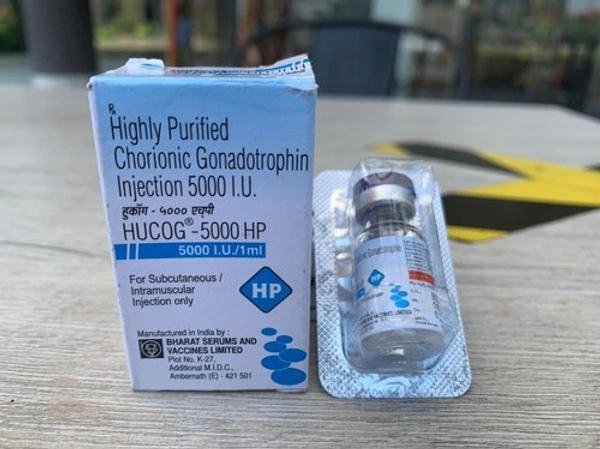 Rx
Highly Purified
Chorionic Gonadotrophin
Injection 5000 I.U.
हुकॉग - ५००० एचपी
HUCOG®-5000 HP
5000 I.U./1ml
For Subcutaneous /
Intramuscular
Injection only
HP
Manufactured in India by :
BHARAT SERUMS AND
VACCINES LIMITED
Plot No. K-27,
Additional M.I.D.C.,
Ambernath (E) - 421 501
HP